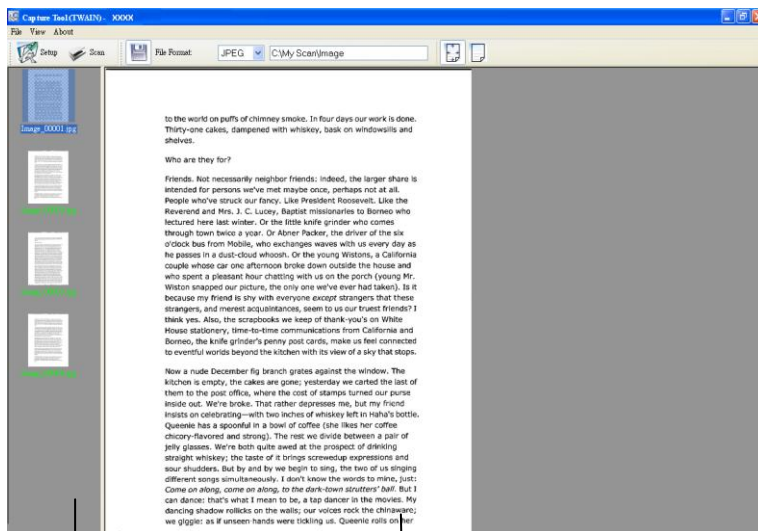 Capture Tool(TWAIN) - XXXX
File View About
Setup Scan File Format: JPEG C:\My Scan\Image
Image_00001.jpg
to the world on puffs of chimney smoke. In four days our work is done.
Thirty-one cakes, dampened with whiskey, bask on windowsills and
shelves.
Who are they for?
Friends. Not necessarily neighbor friends: indeed, the larger share is
intended for persons we've met maybe once, perhaps not at all.
People who've struck our fancy. Like President Roosevelt. Like the
Reverend and Mrs. J. C. Lucey, Baptist missionaries to Borneo who
lectured here last winter. Or the little knife grinder who comes
through town twice a year. Or Abner Packer, the driver of the six
o'clock bus from Mobile, who exchanges waves with us every day as
he passes in a dust-cloud whoosh. Or the young Wistons, a California
couple whose car one afternoon broke down outside the house and
who spent a pleasant hour chatting with us on the porch (young Mr.
Wiston snapped our picture, the only one we've ever had taken). Is it
because my friend is shy with everyone except strangers that these
strangers, and merest acquaintances, seem to us our truest friends? I
think yes. Also, the scrapbooks we keep of thank-you's on White
House stationery, time-to-time communications from California and
Borneo, the knife grinder's penny post cards, make us feel connected
to eventful worlds beyond the kitchen with its view of a sky that stops.
Now a nude December fig branch grates against the window. The
kitchen is empty, the cakes are gone; yesterday we carted the last of
them to the post office, where the cost of stamps turned our purse
inside out. We're broke. That rather depresses me, but my friend
insists on celebrating—with two inches of whiskey left in Haha's bottle.
Queenie has a spoonful in a bowl of coffee (she likes her coffee
chicory-flavored and strong). The rest we divide between a pair of
jelly glasses. We're both quite awed at the prospect of drinking
straight whiskey; the taste of it brings screwedup expressions and
sour shudders. But by and by we begin to sing, the two of us singing
different songs simultaneously. I don't know the words to mine, just:
Come on along, come on along, to the dark-town strutters' ball. But I
can dance: that's what I mean to be, a tap dancer in the movies. My
dancing shadow rollicks on the walls; our voices rock the chinaware;
we giggle: as if unseen hands were tickling us. Queenie rolls on her